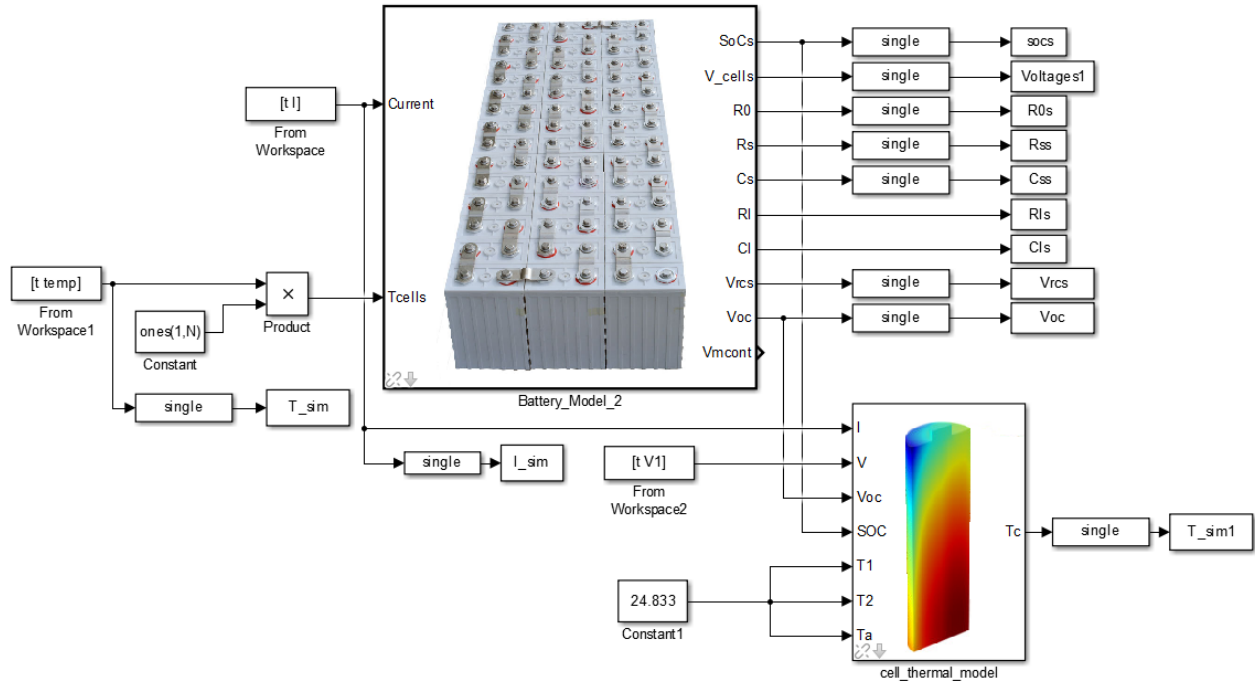 SoCs
single
socs
V_cells
single
Voltages1
[t I]
Current
R0
single
R0s
From
Workspace
Rs
single
Rss
Cs
single
Css
Rl
Rls
Cl
Cls
[t temp]
Tcells
Vrcs
single
Vrcs
From
Workspace1
×
Product
ones(1,N)
Constant
Voc
single
Voc
Vmcont
Battery_Model_2
single
T_sim
single
I_sim
[t V1]
From
Workspace2
I
V
Voc
SOC
Tc
single
T_sim1
24.833
Constant1
T1
T2
Ta
cell_thermal_model